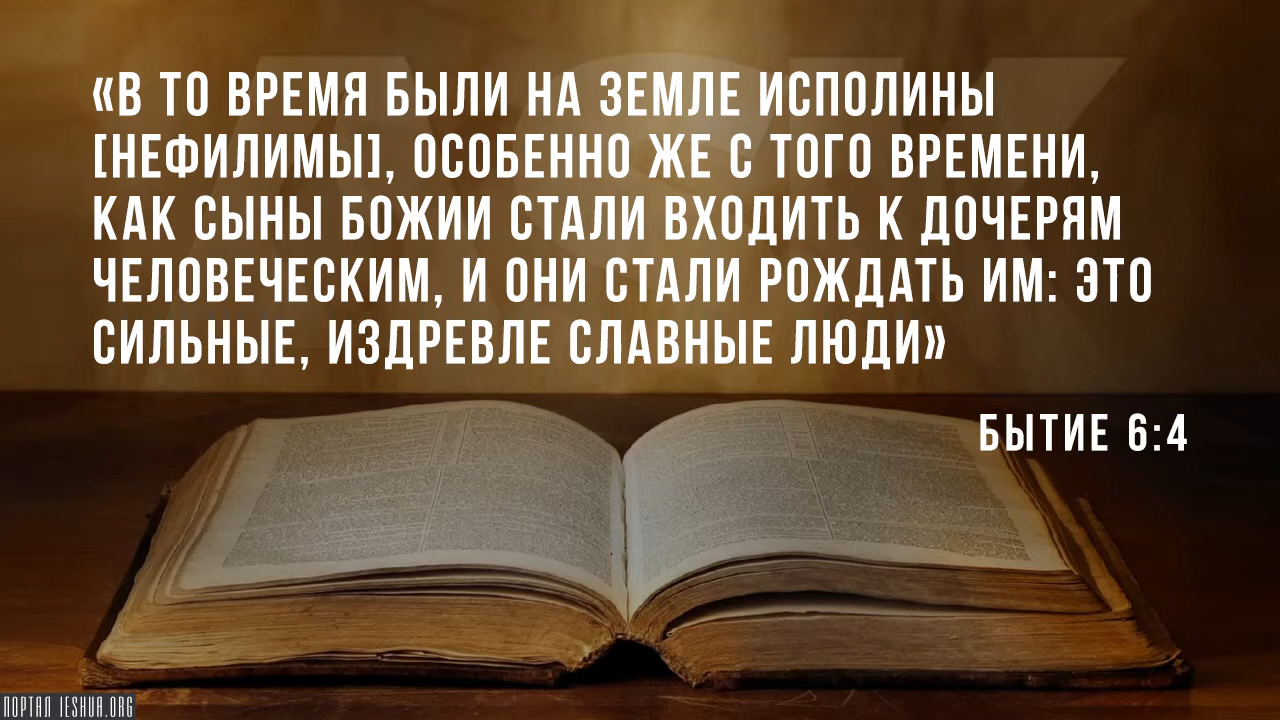 «В ТО ВРЕМЯ БЫЛИ НА ЗЕМЛЕ ИСПОЛИНЫ
[НЕФИЛИМЫ], ОСОБЕННО ЖЕ С ТОГО ВРЕМЕНИ,
КАК СЫНЫ БОЖИИ СТАЛИ ВХОДИТЬ К ДОЧЕРЯМ
ЧЕЛОВЕЧЕСКИМ, И ОНИ СТАЛИ РОЖДАТЬ ИМ: ЭТО
СИЛЬНЫЕ, ИЗДРЕВЛЕ СЛАВНЫЕ ЛЮДИ»
БЫТИЕ 6:4
ПОРТАЛ IESHUA.ORG